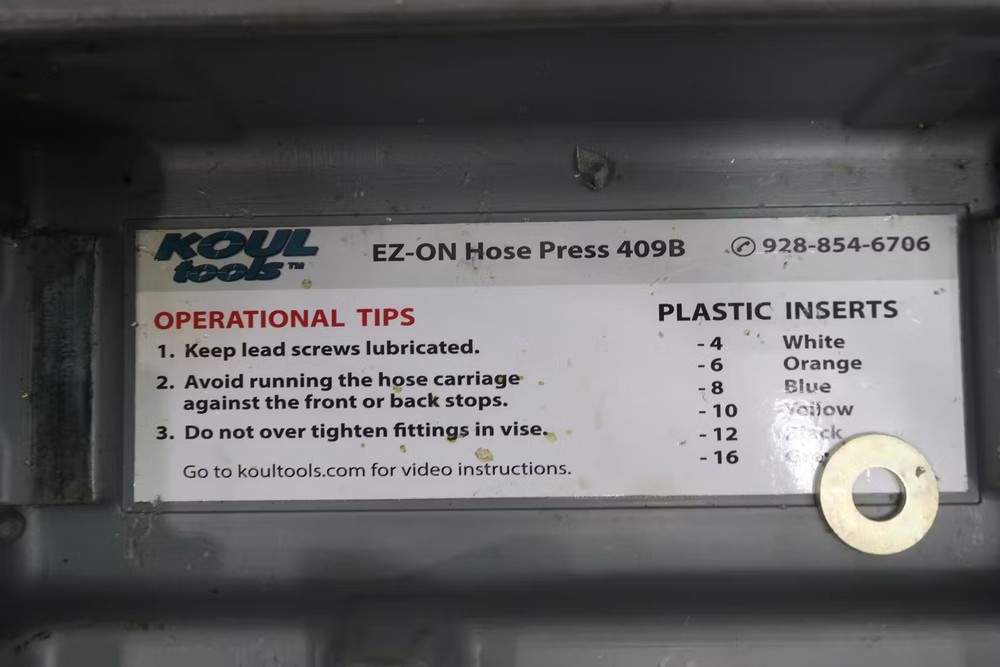 KOUL tools™
EZ-ON Hose Press 409B
928-854-6706
OPERATIONAL TIPS
1. Keep lead screws lubricated.
2. Avoid running the hose carriage
against the front or back stops.
3. Do not over tighten fittings in vise.
Go to koultools.com for video instructions.
PLASTIC INSERTS
- 4 White
- 6 Orange
- 8 Blue
- 10 Yellow
- 12 Black
- 16